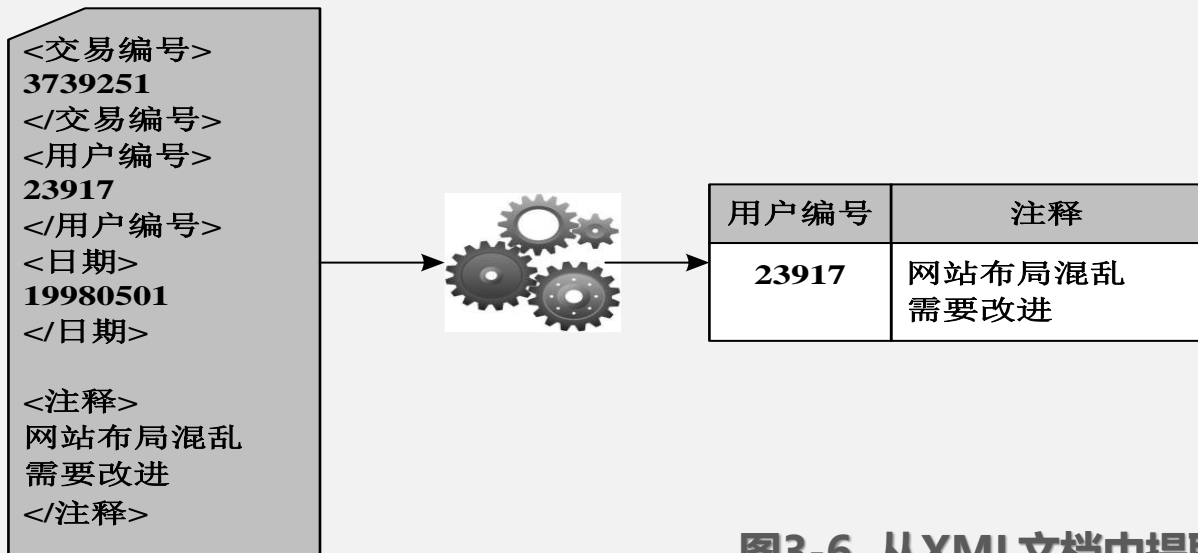 <交易编号>
3739251
</交易编号>
<用户编号>
23917
</用户编号>
<日期>
19980501
</日期>
<注释>
网站布局混乱
需要改进
</注释>
用户编号 注释
23917 网站布局混乱
需要改进
图3-6 从XML文档中提